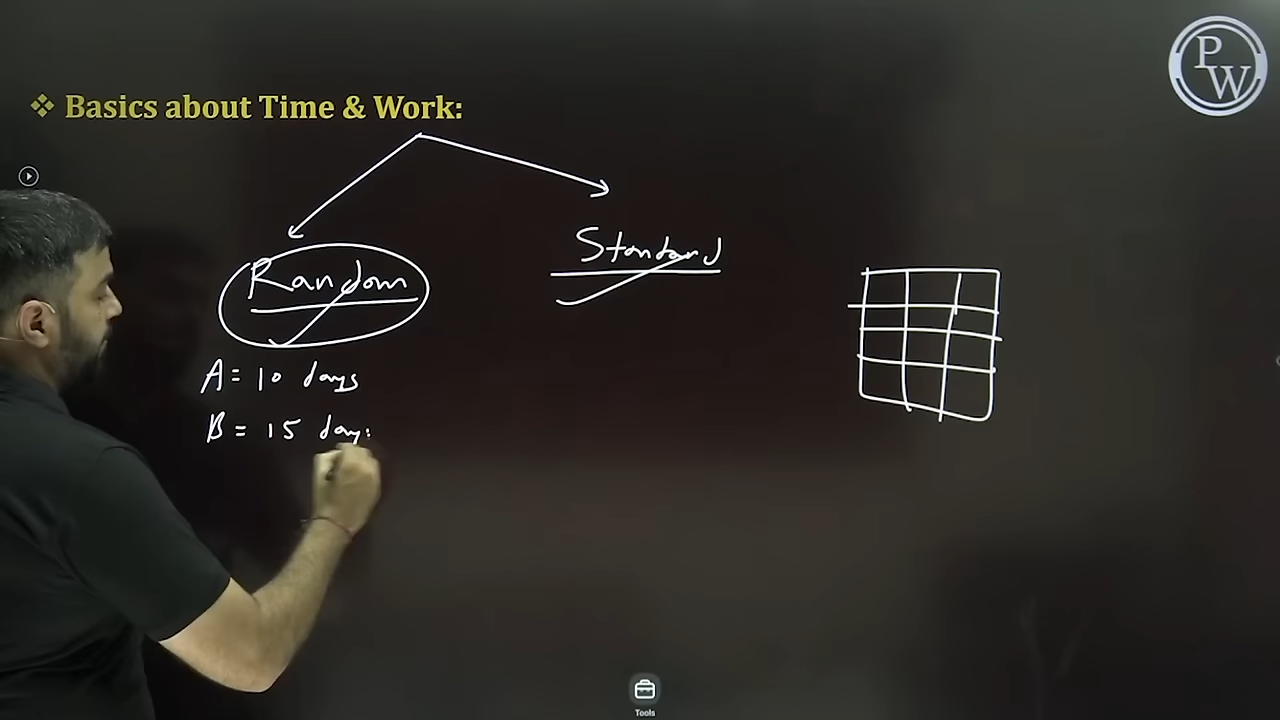 PW
❖ Basics about Time & Work:
Standard
Random
A = 10 days
B = 15 days
Tools